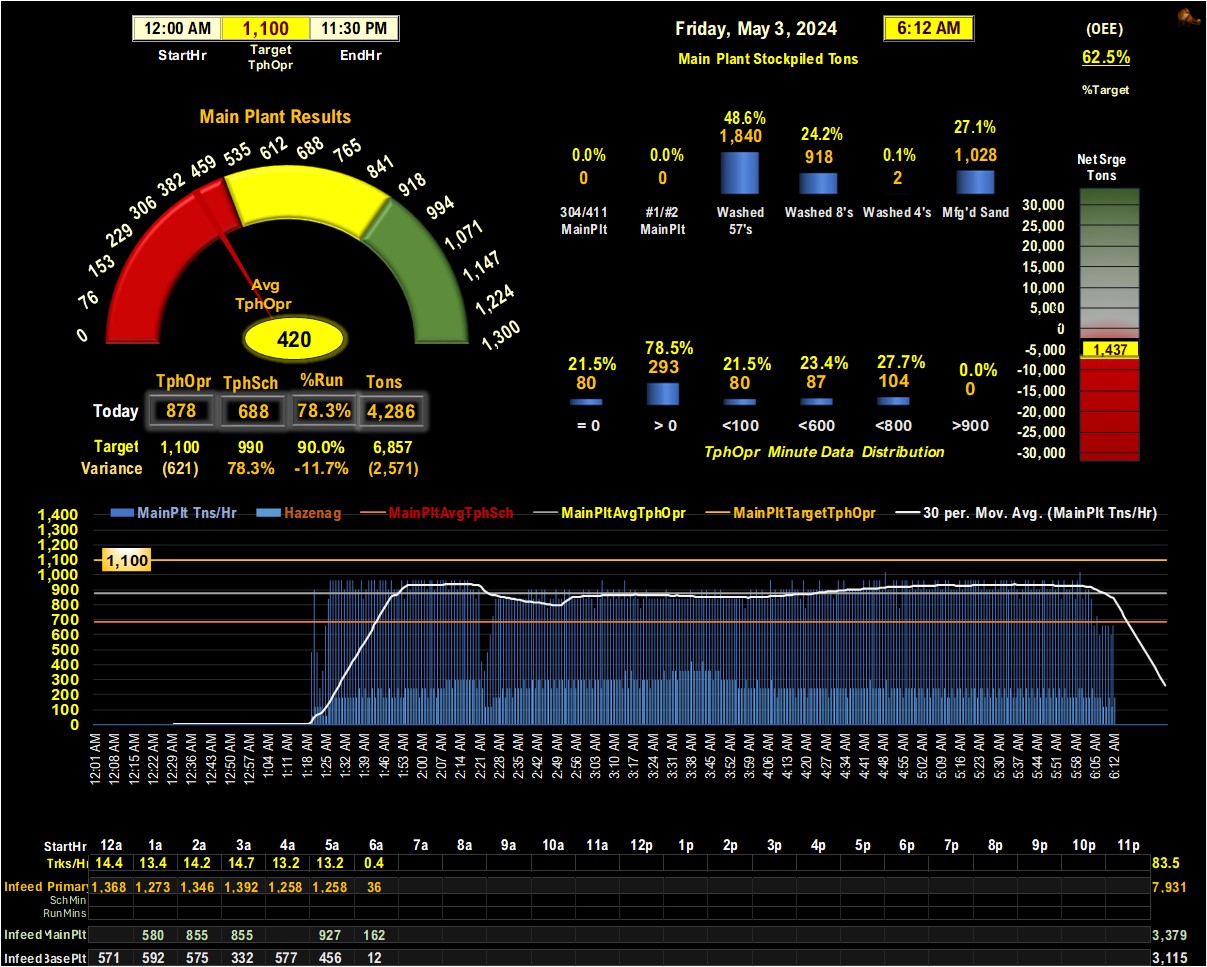 12:00 AM 1,100 11:30 PM
StartHr Target TphOpr EndHr
Friday, May 3, 2024 6:12 AM
Main Plant Stockpiled Tons
(OEE)
62.5%
%Target
Main Plant Results
0 76 153 229 306 382 459 535 612 688 765 841 918 994 1,071 1,147 1,224 1,300
Avg
TphOpr
420
TphOpr TphSch %Run Tons
Today 878 688 78.3% 4,286
Target 1,100 990 90.0% 6,857
Variance (621) 78.3% -11.7% (2,571)
0.0% 0.0% 48.6% 24.2% 0.1% 27.1%
0 0 1,840 918 2 1,028
304/411 MainPlt #1/#2 MainPlt Washed 57's Washed 8's Washed 4's Mfg'd Sand
21.5% 78.5% 21.5% 23.4% 27.7% 0.0%
80 293 80 87 104 0
= 0 > 0 <100 <600 <800 >900
TphOpr Minute Data Distribution
Net Srge
Tons
30,000
25,000
20,000
15,000
10,000
5,000
0
-5,000
1,437
-10,000
-15,000
-20,000
-25,000
-30,000
MainPlt Tns/Hr Hazenag MainPltAvgTphSch MainPltAvgTphOpr MainPltTargetTphOpr 30 per. Mov. Avg. (MainPlt Tns/Hr)
1,400
1,300
1,200
1,100
1,000
900
800
700
600
500
400
300
200
100
0
1,100
12:01 AM 12:08 AM 12:15 AM 12:22 AM 12:29 AM 12:36 AM 12:43 AM 12:50 AM 12:57 AM 1:04 AM 1:11 AM 1:18 AM 1:25 AM 1:32 AM 1:39 AM 1:46 AM 1:53 AM 2:00 AM 2:07 AM 2:14 AM 2:21 AM 2:28 AM 2:35 AM 2:42 AM 2:49 AM 2:56 AM 3:03 AM 3:10 AM 3:17 AM 3:24 AM 3:31 AM 3:38 AM 3:45 AM 3:52 AM 3:59 AM 4:06 AM 4:13 AM 4:20 AM 4:27 AM 4:34 AM 4:41 AM 4:48 AM 4:55 AM 5:02 AM 5:09 AM 5:16 AM 5:23 AM 5:30 AM 5:37 AM 5:44 AM 5:51 AM 5:58 AM 6:05 AM 6:12 AM
StartHr 12a 1a 2a 3a 4a 5a 6a 7a 8a 9a 10a 11a 12p 1p 2p 3p 4p 5p 6p 7p 8p 9p 10p 11p
Trks/H 14.4 13.4 14.2 14.7 13.2 13.2 0.4 83.5
Infeed Primary 1,368 1,273 1,346 1,392 1,258 1,258 36 7,931
SchMin
RunMins
Infeed MainPlt 580 855 855 927 162 3,379
Infeed BasePlt 571 592 575 332 577 456 12 3,115